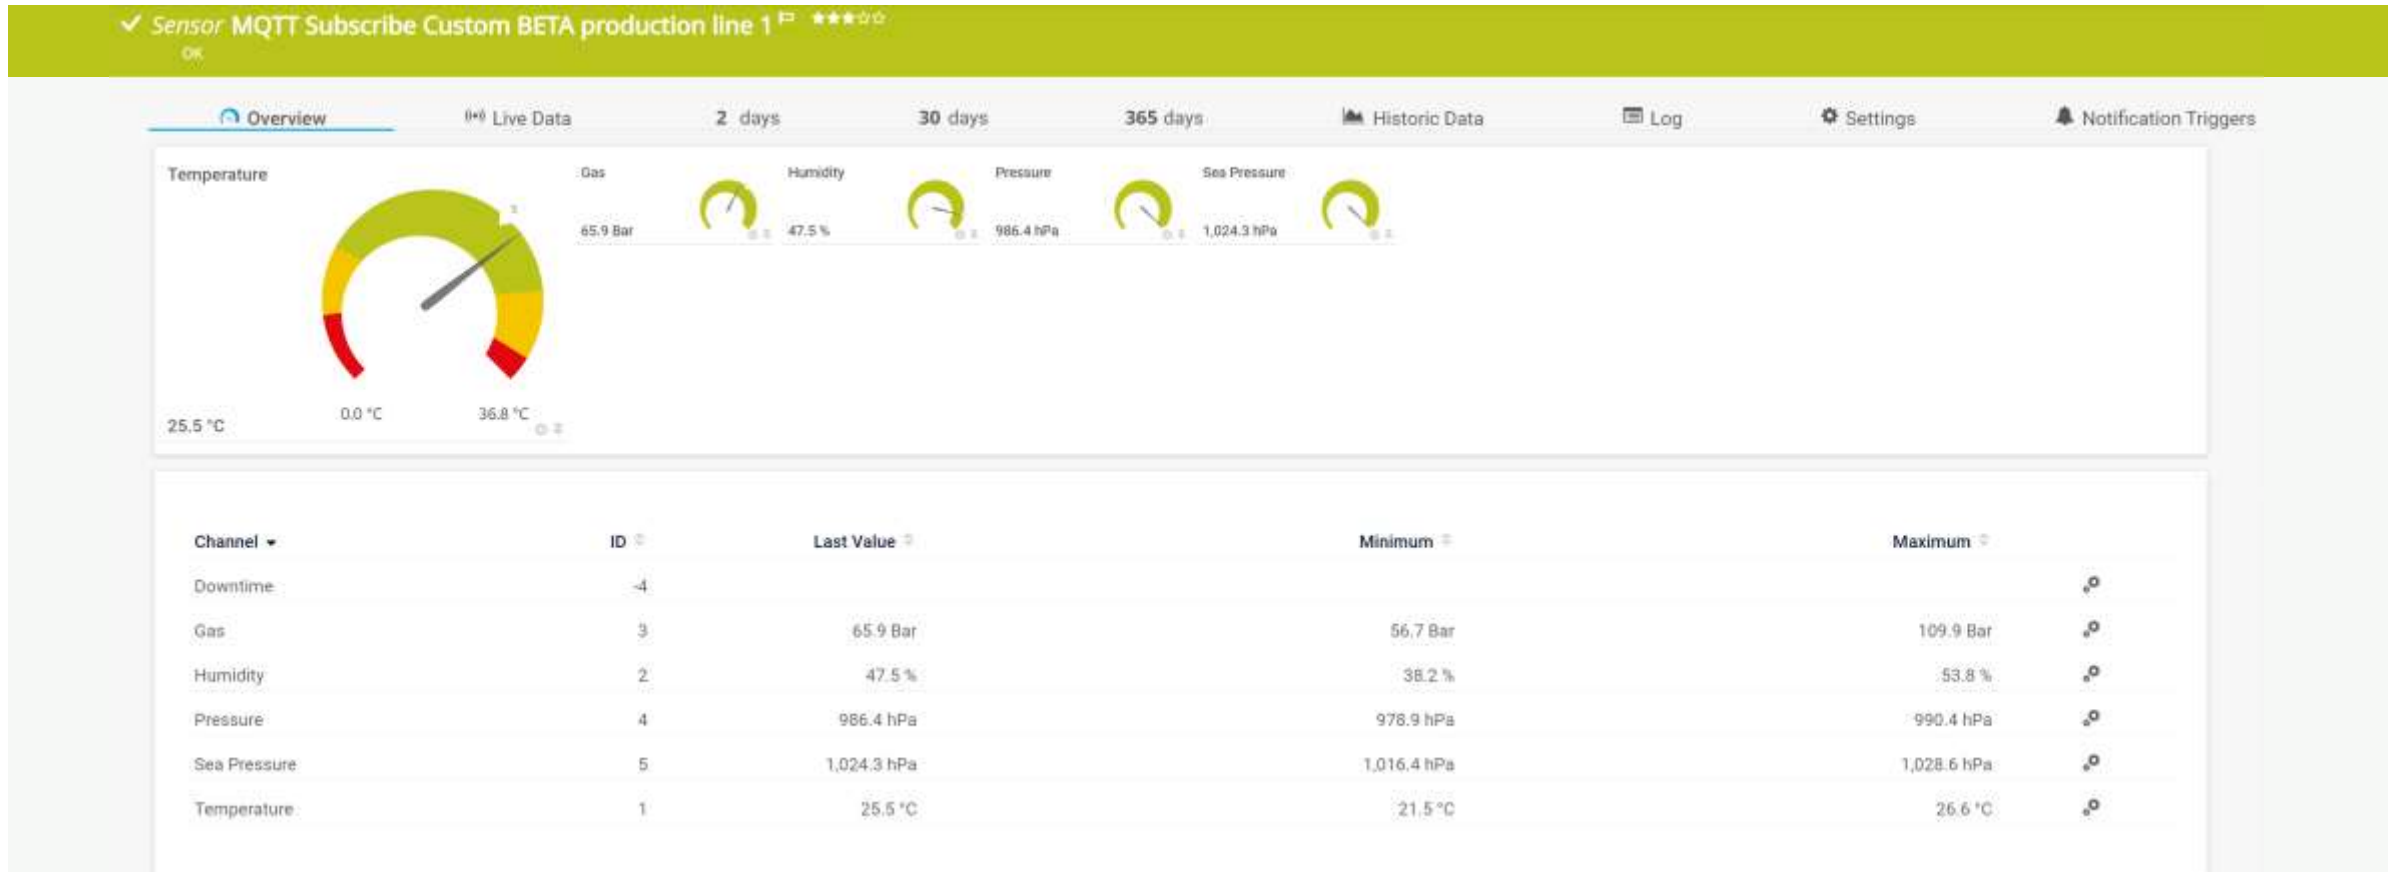 Sensor MQTT Subscribe Custom BETA production line 1
OK
Overview Live Data 2 days 30 days 365 days Historic Data Log Settings Notification Triggers
Temperature
25.5 °C
0.0 °C
36.8 °C
Gas
65.9 Bar
Humidity
47.5 %
Pressure
986.4 hPa
Sea Pressure
1,024.3 hPa
Channel ID Last Value Minimum Maximum
Downtime -4
Gas 3 65.9 Bar 56.7 Bar 109.9 Bar
Humidity 2 47.5 % 38.2 % 53.8 %
Pressure 4 986.4 hPa 978.9 hPa 990.4 hPa
Sea Pressure 5 1,024.3 hPa 1,016.4 hPa 1,028.6 hPa
Temperature 1 25.5 °C 21.5 °C 26.6 °C